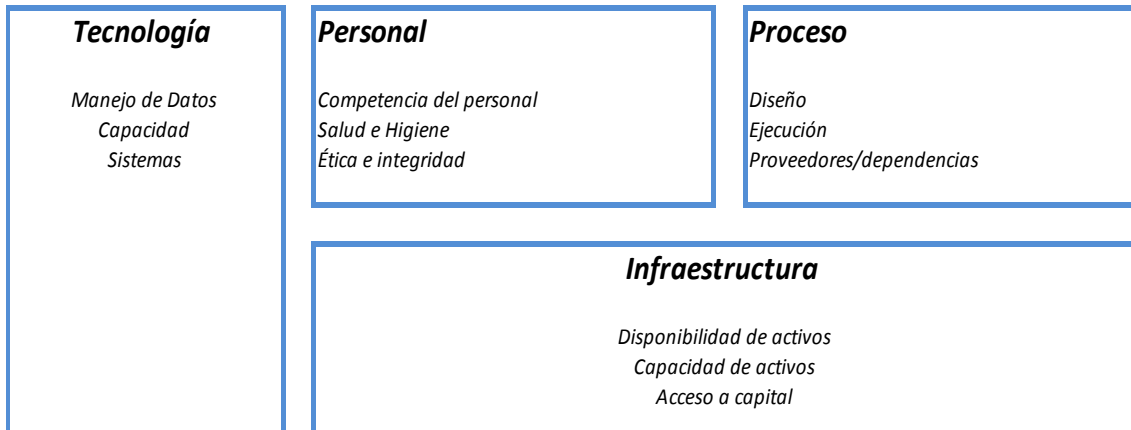 Tecnología
Manejo de Datos
Capacidad
Sistemas
Personal
Competencia del personal
Salud e Higiene
Ética e integridad
Proceso
Diseño
Ejecución
Proveedores/dependencias
Infraestructura
Disponibilidad de activos
Capacidad de activos
Acceso a capital